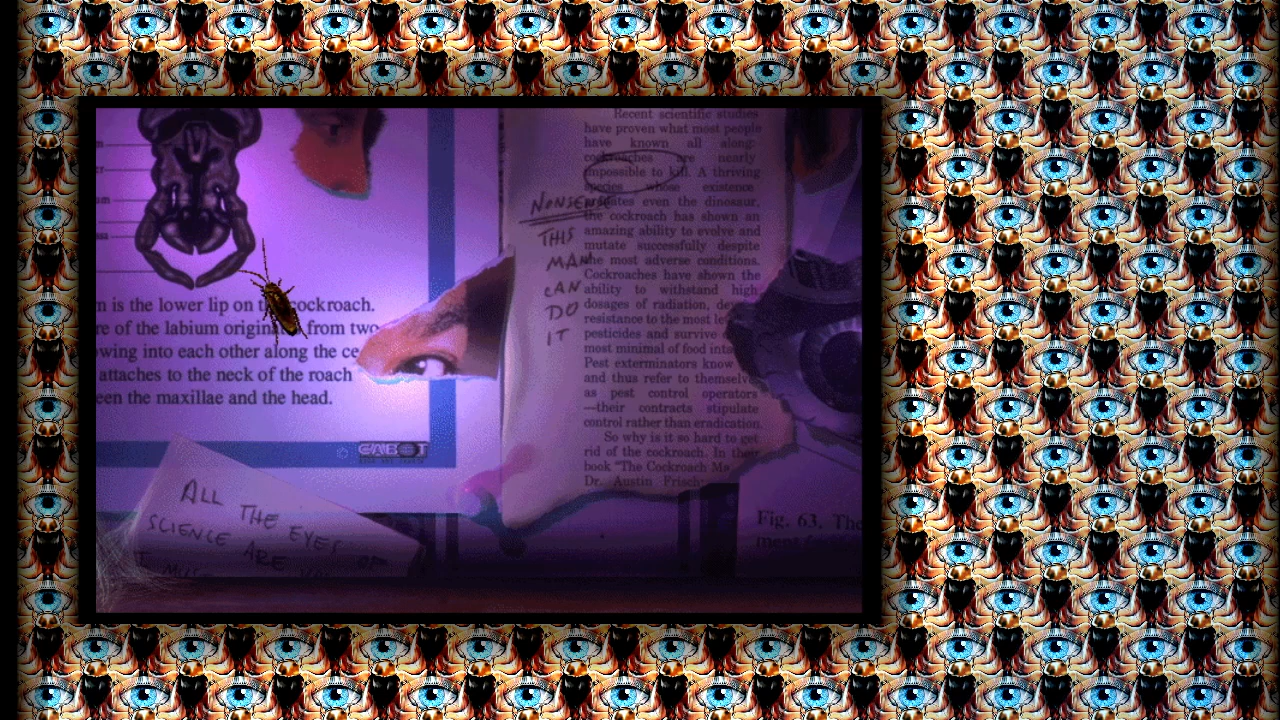 m is the lower lip on cockroach.
re of the labium from two
owing into each other along the ce
attaches to the neck of the roach
een the maxillae and the head.
© CABOT
ALL THE EYES OF
SCIENCE ARE
Recent scientific studies
have proven what most people
have known all along:
cockroaches are nearly
impossible to kill. A thriving
species whose existence
even the dinosaur,
the cockroach has shown an
amazing ability to evolve and
mutate successfully despite
the most adverse conditions.
Cockroaches have shown the
ability to withstand high
dosages of radiation, de
resistance to the most le
pesticides and survive
most minimal of food inta
Pest exterminators know
and thus refer to themselve
as pest control operators
—their contracts stipulate
control rather than eradication.
So why is it so hard to get
rid of the cockroach. In their
book "The Cockroach Ma
Dr. Austin Frisch
NONSENSE
THIS
MAN
CAN
DO
IT
Fig. 63. The